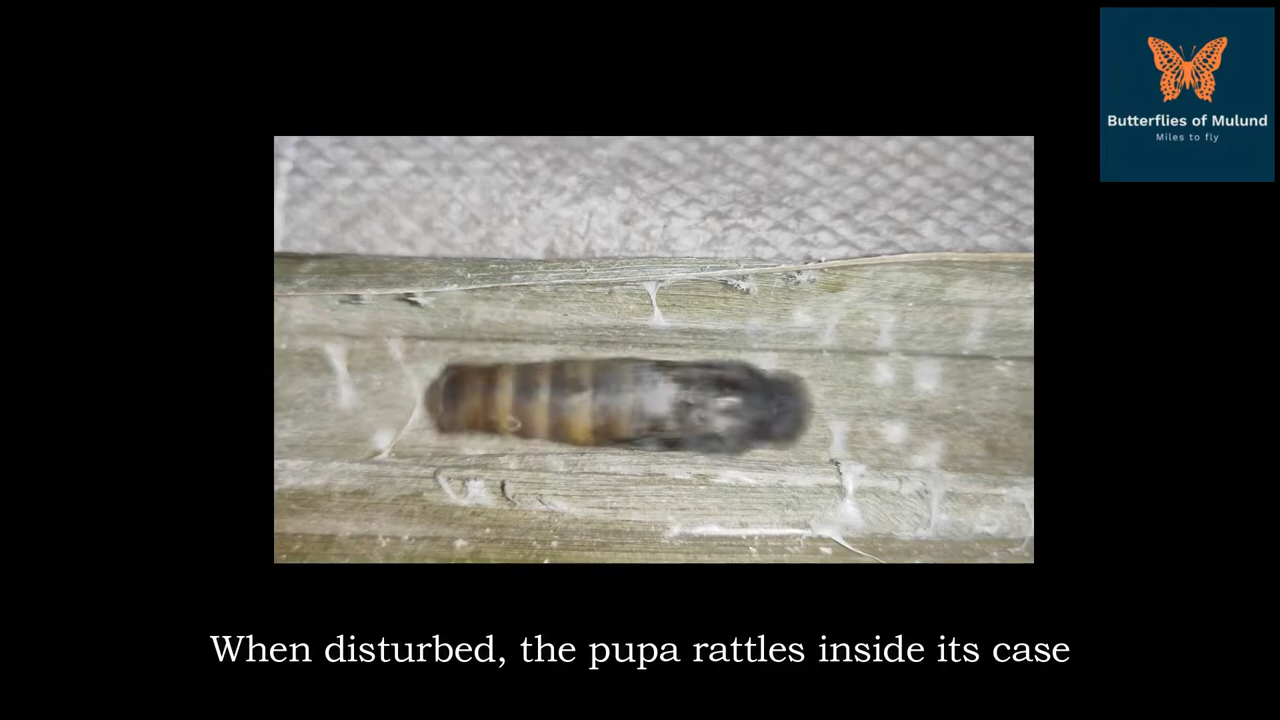 Butterflies of Mulund
Miles to fly
When disturbed, the pupa rattles inside its case